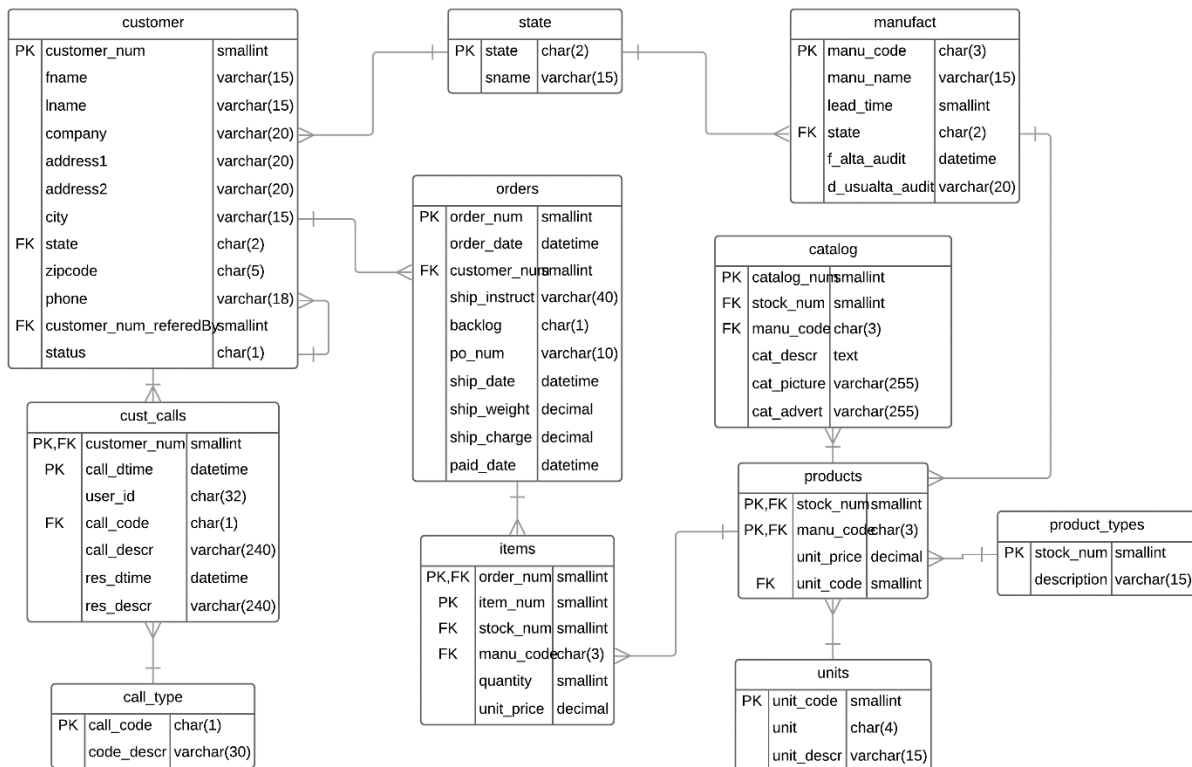 customer
PK customer_num smallint
fname varchar(15)
lname varchar(15)
company varchar(20)
address1 varchar(20)
address2 varchar(20)
city varchar(15)
FK state char(2)
zipcode char(5)
phone varchar(18)
FK customer_num_referedBy smallint
status char(1)
state
PK state char(2)
sname varchar(15)
manufact
PK manu_code char(3)
manu_name varchar(15)
lead_time smallint
FK state char(2)
f_alta_audit datetime
d_usualta_audit varchar(20)
orders
PK order_num smallint
order_date datetime
FK customer_num smallint
ship_instruct varchar(40)
backlog char(1)
po_num varchar(10)
ship_date datetime
ship_weight decimal
ship_charge decimal
paid_date datetime
catalog
PK catalog_num smallint
FK stock_num smallint
FK manu_code char(3)
cat_descr text
cat_picture varchar(255)
cat_advert varchar(255)
cust_calls
PK,FK customer_num smallint
PK call_dtime datetime
user_id char(32)
FK call_code char(1)
call_descr varchar(240)
res_dtime datetime
res_descr varchar(240)
products
PK,FK stock_num smallint
PK,FK manu_code char(3)
unit_price decimal
FK unit_code smallint
product_types
PK stock_num smallint
description varchar(15)
items
PK,FK order_num smallint
PK item_num smallint
FK stock_num smallint
FK manu_code char(3)
quantity smallint
unit_price decimal
call_type
PK call_code char(1)
code_descr varchar(30)
units
PK unit_code smallint
unit char(4)
unit_descr varchar(15)